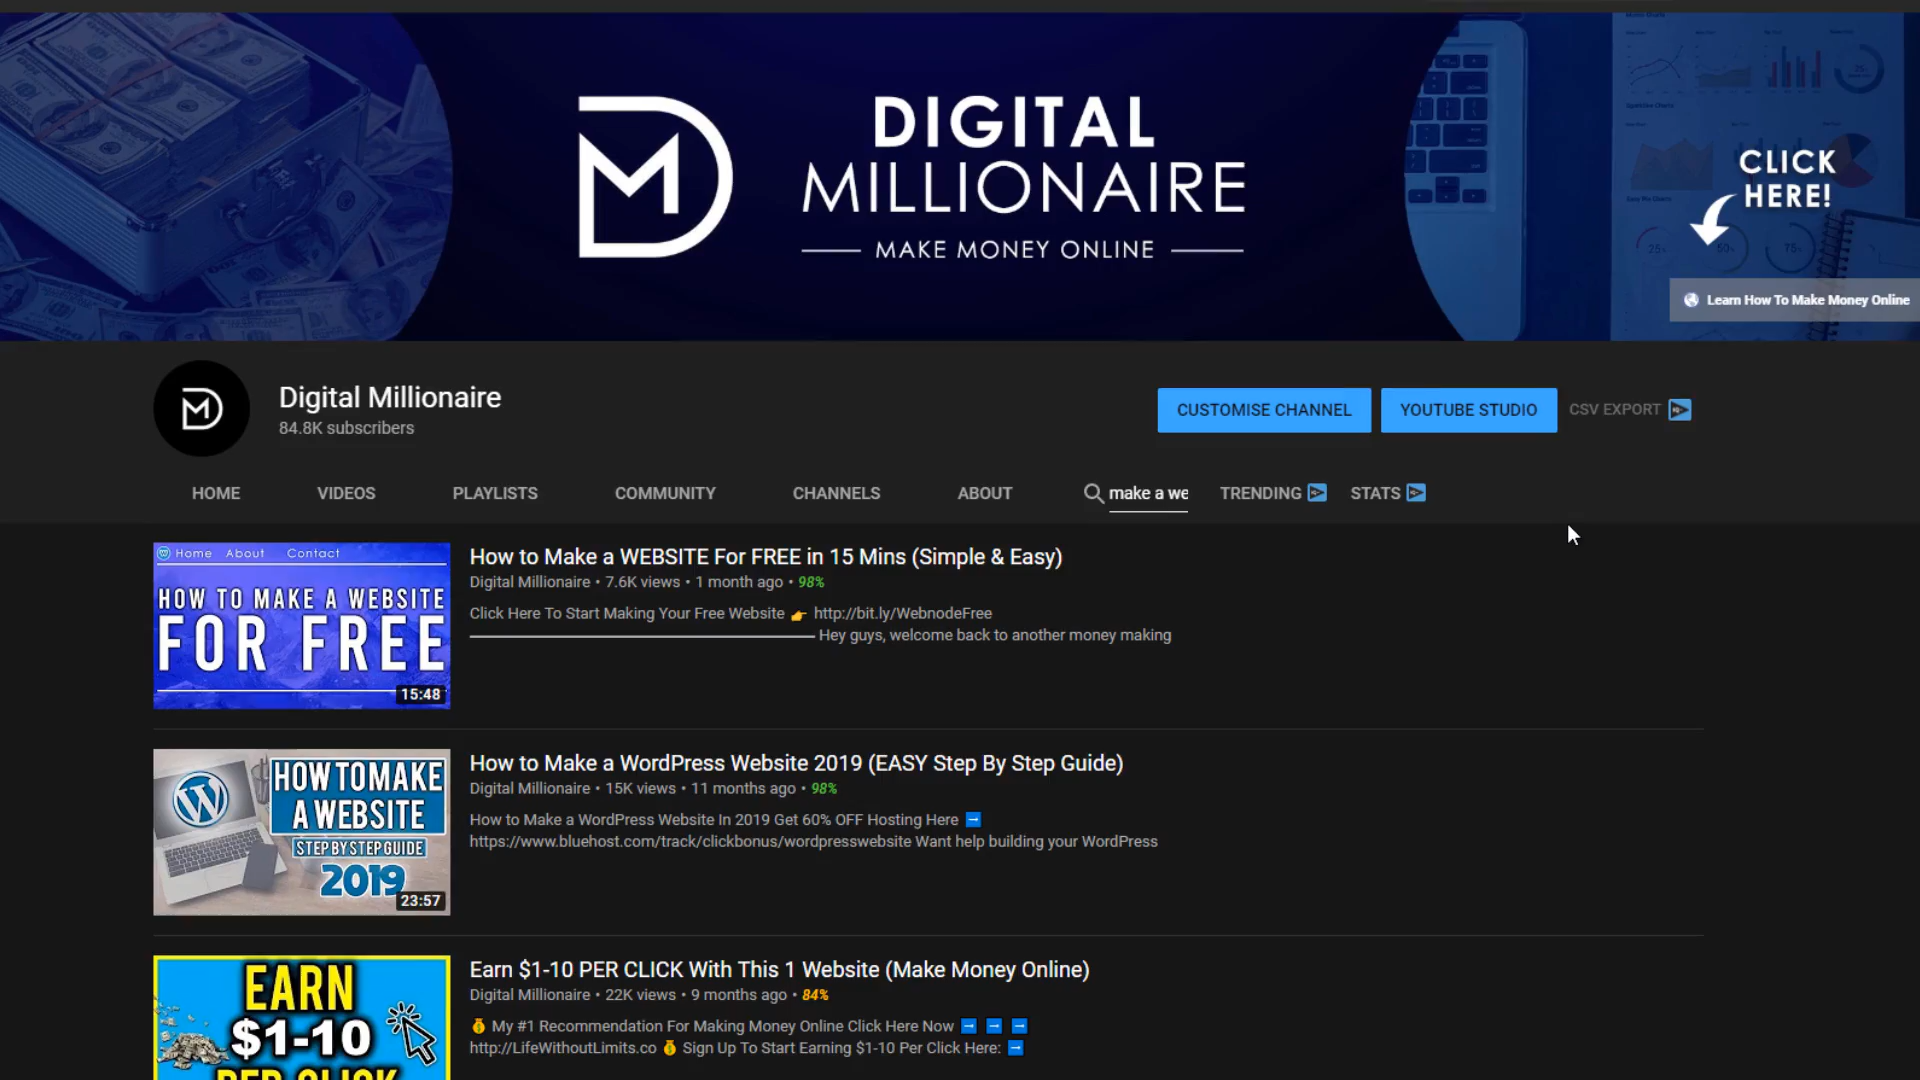 DIGITAL
MILLIONAIRE
MAKE MONEY ONLINE
CLICK
HERE!
25%
50%
75%
Learn How To Make Money Online
Digital Millionaire
84.8K subscribers
CUSTOMISE CHANNEL
YOUTUBE STUDIO
CSV EXPORT
HOME
VIDEOS
PLAYLISTS
COMMUNITY
CHANNELS
ABOUT
make a we
TRENDING
STATS
Home About Contact
HOW TO MAKE A WEBSITE
FOR FREE
15:48
How to Make a WEBSITE For FREE in 15 Mins (Simple & Easy)
Digital Millionaire • 7.6K views • 1 month ago • 98%
Click Here To Start Making Your Free Website 👉 http://bit.ly/WebnodeFree
Hey guys, welcome back to another money making
HOW TO MAKE
A WEBSITE
STEP BY STEP GUIDE
2019
23:57
How to Make a WordPress Website 2019 (EASY Step By Step Guide)
Digital Millionaire • 15K views • 11 months ago • 98%
How to Make a WordPress Website In 2019 Get 60% OFF Hosting Here ➡
https://www.bluehost.com/track/clickbonus/wordpresswebsite Want help building your WordPress
EARN
$1-10
PER CLICK
Earn $1-10 PER CLICK With This 1 Website (Make Money Online)
Digital Millionaire • 22K views • 9 months ago • 84%
💰 My #1 Recommendation For Making Money Online Click Here Now ➡ ➡ ➡
http://LifeWithoutLimits.co 💰 Sign Up To Start Earning $1-10 Per Click Here: ➡